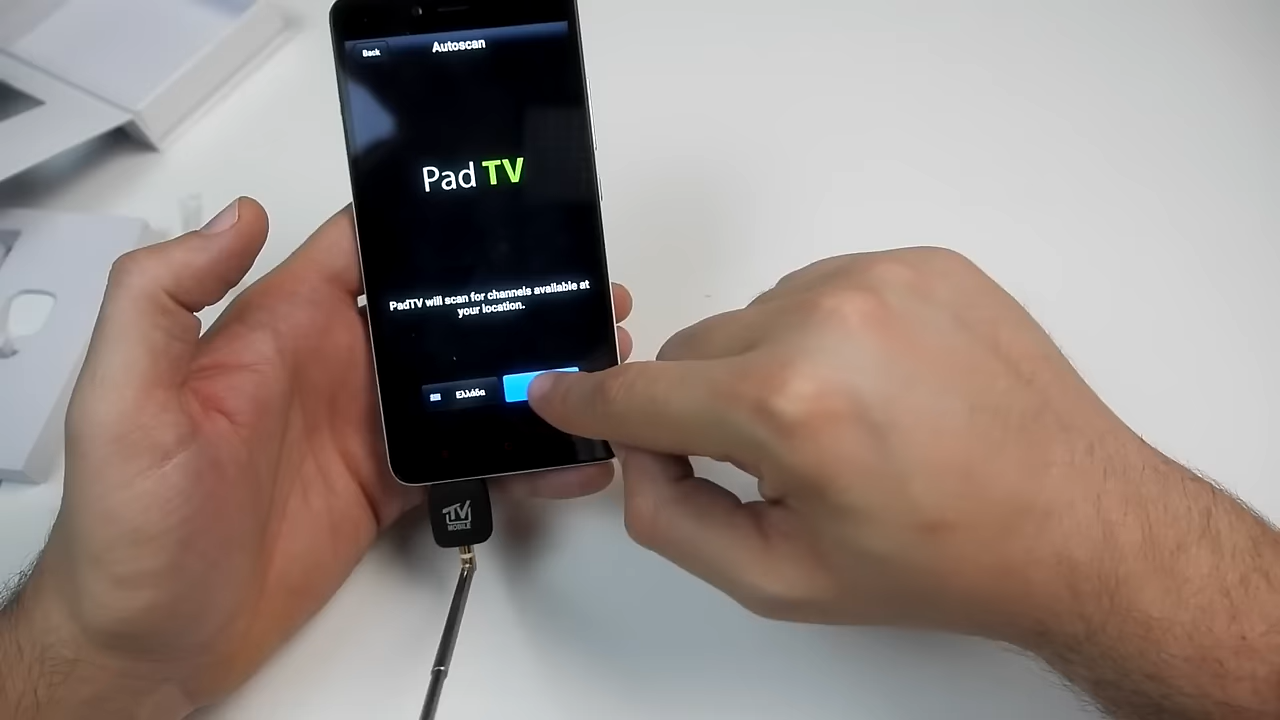 Back
Autoscan
Pad TV
PadTV will scan for channels available at
your location.
Ελλάδα
TV
MOBILE